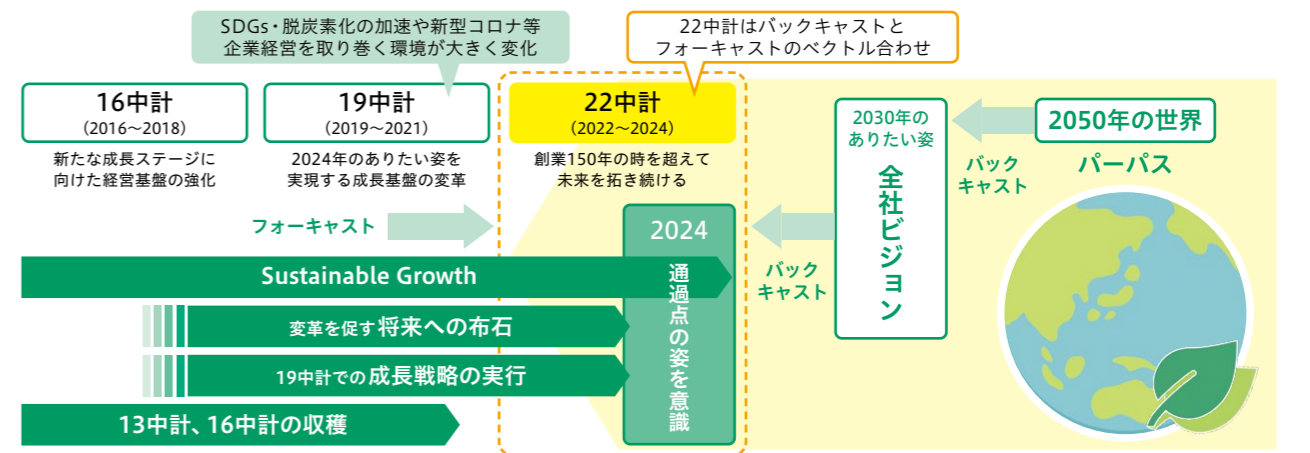 SDGs・脱炭素化の加速や新型コロナ等
企業経営を取り巻く環境が大きく変化
22中計はバックキャストと
フォーキャストのベクトル合わせ
16中計
（2016～2018）
新たな成長ステージに
向けた経営基盤の強化
19中計
（2019～2021）
2024年のありたい姿を
実現する成長基盤の変革
22中計
（2022～2024）
創業150年の時を超えて
未来を拓き続ける
2030年の
ありたい姿
全社ビジョン
2050年の世界
パーパス
バック
キャスト
フォーキャスト
バック
キャスト
2024
通過点の姿を意識
Sustainable Growth
変革を促す将来への布石
19中計での成長戦略の実行
13中計、16中計の収穫